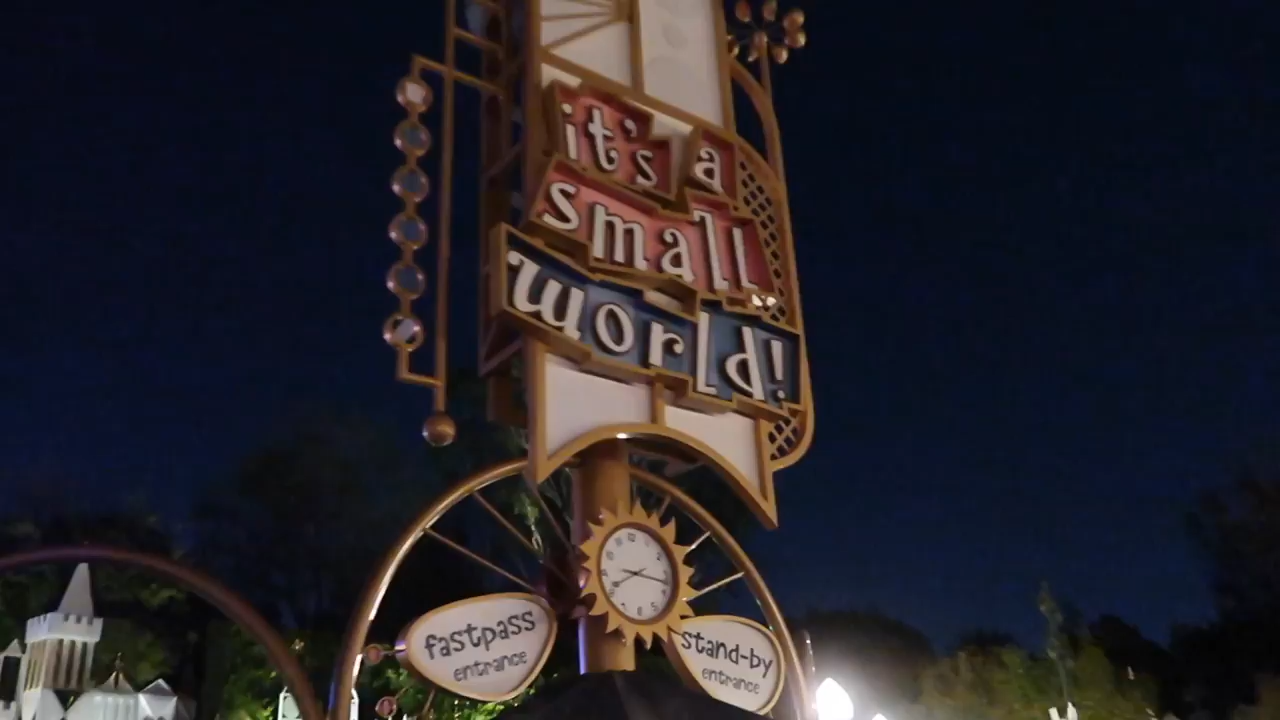 it's a
small
world!
fastpass
entrance
stand-by
entrance